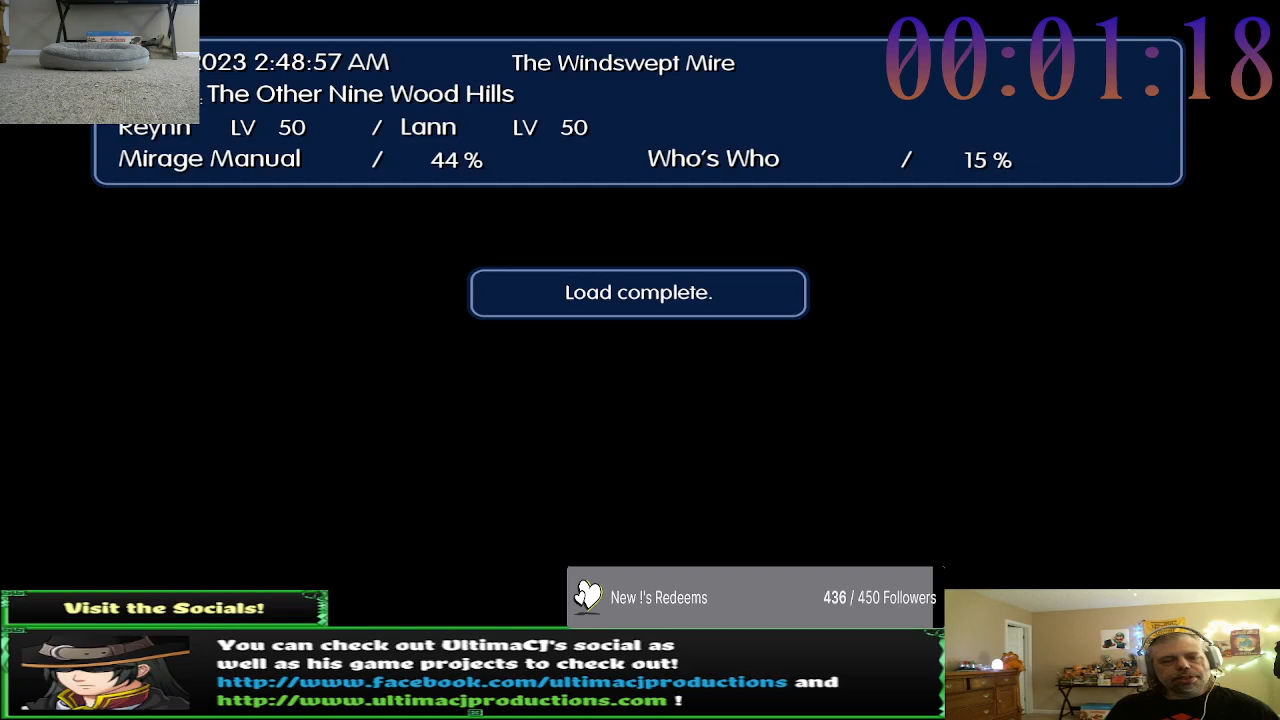 2023 2:48:57 AM The Windswept Mire 00:01:18
The Other Nine Wood Hills
Reynn LV 50 / Lann LV 50
Mirage Manual / 44 % Who's Who / 15 %
Load complete.
New !'s Redeems 436 / 450 Followers
Visit the Socials!
You can check out UltimaCJ's social as
well as his game projects to check out!
http://www.facebook.com/ultimacjproductions and
http://www.ultimacjproductions.com !